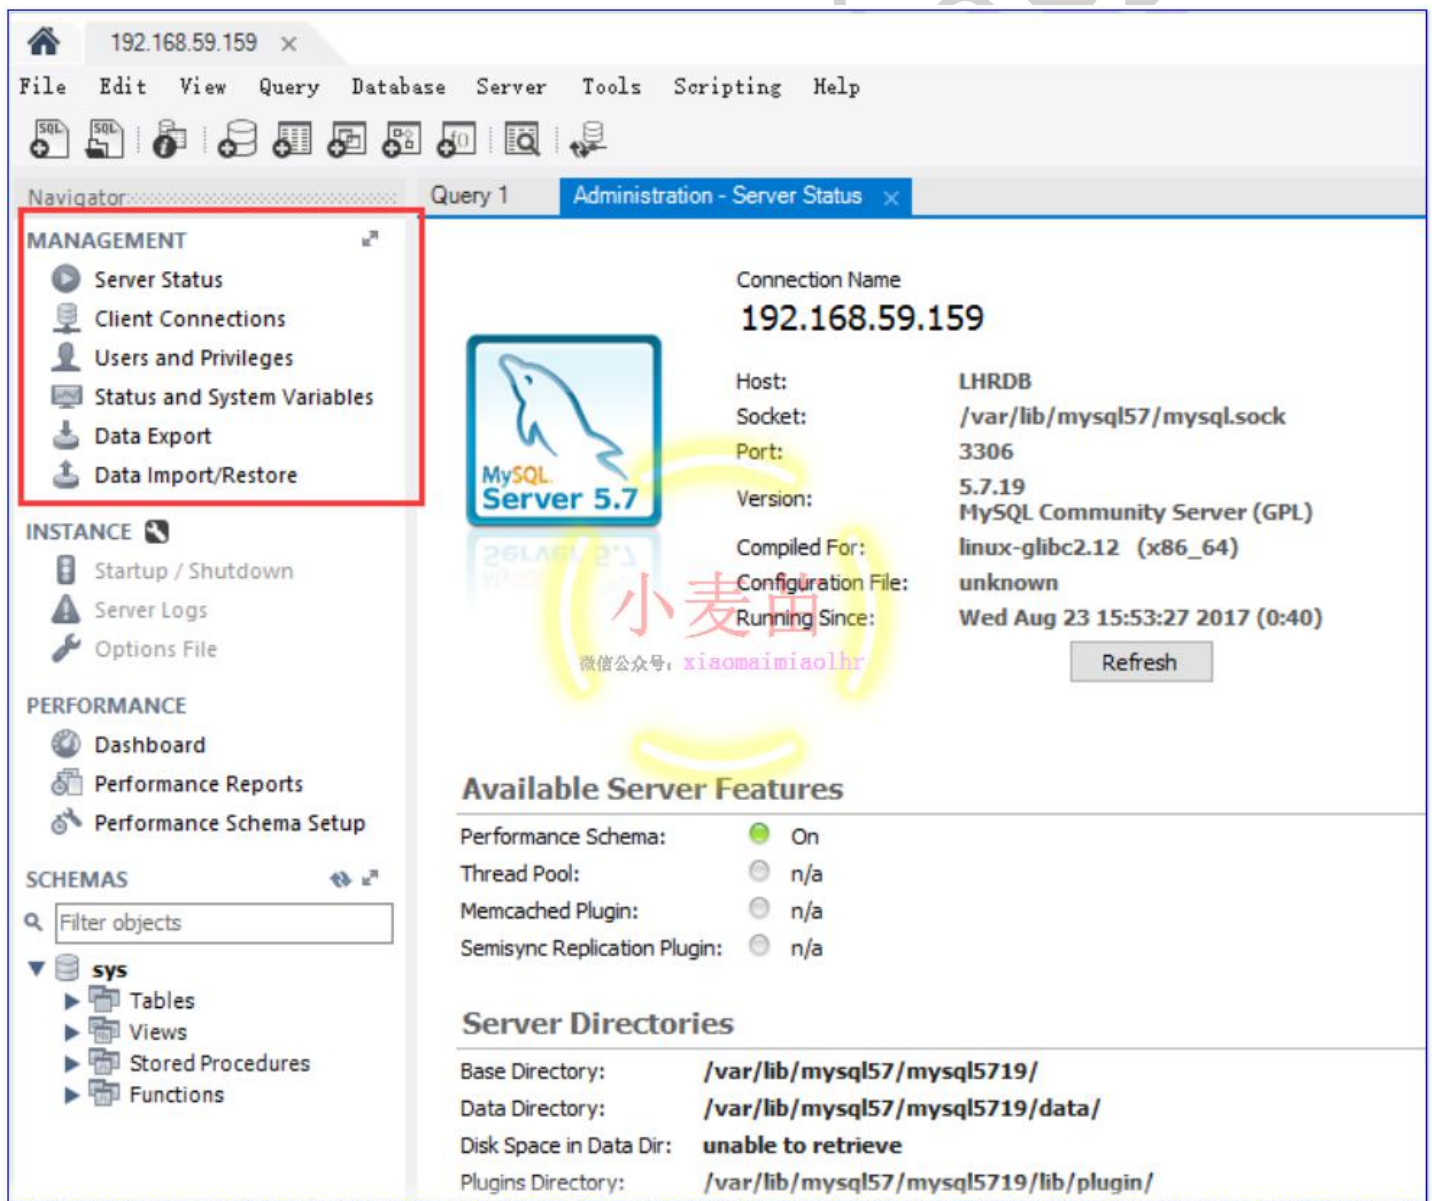 192.168.59.159
File Edit View Query Database Server Tools Scripting Help
Navigator
Query 1 Administration - Server Status
MANAGEMENT
Server Status
Client Connections
Users and Privileges
Status and System Variables
Data Export
Data Import/Restore
INSTANCE
Startup / Shutdown
Server Logs
Options File
PERFORMANCE
Dashboard
Performance Reports
Performance Schema Setup
SCHEMAS
Filter objects
sys
Tables
Views
Stored Procedures
Functions
MySQL
Server 5.7
Connection Name
192.168.59.159
Host: LHRDB
Socket: /var/lib/mysql57/mysql.sock
Port: 3306
Version: 5.7.19
MySQL Community Server (GPL)
Compiled For: linux-glibc2.12 (x86_64)
Configuration File: unknown
Running Since: Wed Aug 23 15:53:27 2017 (0:40)
Refresh
小麦苗
微信公众号: xiaomaimiaolhr
Available Server Features
Performance Schema: On
Thread Pool: n/a
Memcached Plugin: n/a
Semisync Replication Plugin: n/a
Server Directories
Base Directory: /var/lib/mysql57/mysql5719/
Data Directory: /var/lib/mysql57/mysql5719/data/
Disk Space in Data Dir: unable to retrieve
Plugins Directory: /var/lib/mysql57/mysql5719/lib/plugin/